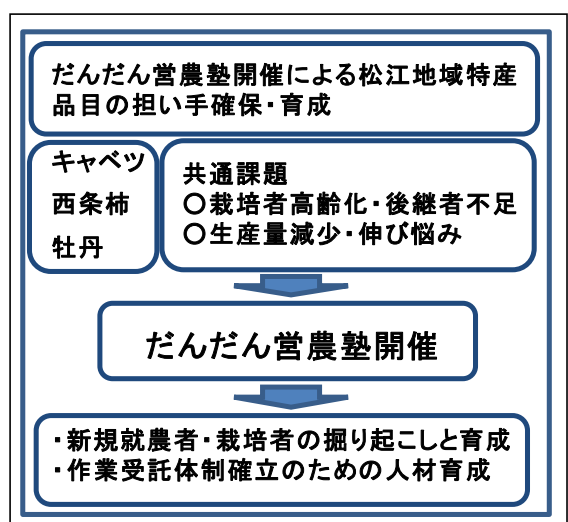 だんだん営農塾開催による松江地域特産
品目の担い手確保・育成
キャベツ
西条柿
牡丹
共通課題
○栽培者高齢化・後継者不足
○生産量減少・伸び悩み
だんだん営農塾開催
・新規就農者・栽培者の掘り起こしと育成
・作業受託体制確立のための人材育成